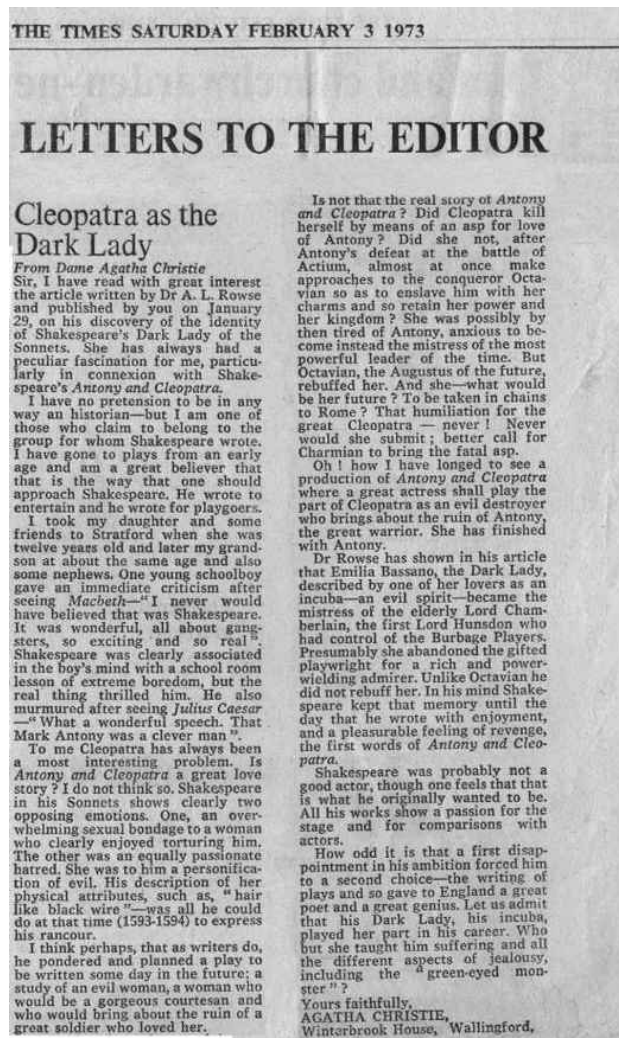 THE TIMES SATURDAY FEBRUARY 3 1973
LETTERS TO THE EDITOR
Cleopatra as the
Dark Lady
From Dame Agatha Christie
Sir, I have read with great interest
the article written by Dr A. L. Rowse
and published by you on January
29, on his discovery of the identity
of Shakespeare's Dark Lady of the
Sonnets. She has always had a
peculiar fascination for me, particu-
larly in connexion with Shake-
speare's Antony and Cleopatra.
I have no pretension to be in any
way an historian—but I am one of
those who claim to belong to the
group for whom Shakespeare wrote.
I have gone to plays from an early
age and am a great believer that
that is the way that one should
approach Shakespeare. He wrote to
entertain and he wrote for playgoers.
I took my daughter and some
friends to Stratford when she was
twelve years old and later my grand-
son at about the same age and also
some nephews. One young schoolboy
gave an immediate criticism after
seeing Macbeth—"I never would
have believed that was Shakespeare.
It was wonderful, all about gang-
sters, so exciting and so real".
Shakespeare was clearly associated
in the boy's mind with a school room
lesson of extreme boredom, but the
real thing thrilled him. He also
murmured after seeing Julius Caesar
—"What a wonderful speech. That
Mark Antony was a clever man".
To me Cleopatra has always been
a most interesting problem. Is
Antony and Cleopatra a great love
story? I do not think so. Shakespeare
in his Sonnets shows clearly two
opposing emotions. One, an over-
whelming sexual bondage to a woman
who clearly enjoyed torturing him.
The other was an equally passionate
hatred. She was to him a personifica-
tion of evil. His description of her
physical attributes, such as, "hair
like black wire"—was all he could
do at that time (1593-1594) to express
his rancour.
I think perhaps, that as writers do,
he pondered and planned a play to
be written some day in the future; a
study of an evil woman, a woman who
would be a gorgeous courtesan and
who would bring about the ruin of a
great soldier who loved her.
Is not that the real story of Antony
and Cleopatra? Did Cleopatra kill
herself by means of an asp for love
of Antony? Did she not, after
Antony's defeat at the battle of
Actium, almost at once make
approaches to the conqueror Octa-
vian so as to enslave him with her
charms and so retain her power and
her kingdom? She was possibly by
then tired of Antony, anxious to be-
come instead the mistress of the most
powerful leader of the time. But
Octavian, the Augustus of the future,
rebuffed her. And she—what would
be her future? To be taken in chains
to Rome? That humiliation for the
great Cleopatra — never! Never
would she submit; better call for
Charmian to bring the fatal asp.
Oh! how I have longed to see a
production of Antony and Cleopatra
where a great actress shall play the
part of Cleopatra as an evil destroyer
who brings about the ruin of Antony,
the great warrior. She has finished
with Antony.
Dr Rowse has shown in his article
that Emilia Bassano, the Dark Lady,
described by one of her lovers as an
incuba—an evil spirit—became the
mistress of the elderly Lord Cham-
berlain, the first Lord Hunsdon who
had control of the Burbage Players.
Presumably she abandoned the gifted
playwright for a rich and power-
wielding admirer. Unlike Octavian he
did not rebuff her. In his mind Shake-
speare kept that memory until the
day that he wrote with enjoyment,
and a pleasurable feeling of revenge,
the first words of Antony and Cleo-
patra.
Shakespeare was probably not a
good actor, though one feels that that
is what he originally wanted to be.
All his works show a passion for the
stage and for comparisons with
actors.
How odd it is that a first disap-
pointment in his ambition forced him
to a second choice—the writing of
plays and so gave to England a great
poet and a great genius. Let us admit
that his Dark Lady, his incuba,
played her part in his career. Who
but she taught him suffering and all
the different aspects of jealousy,
including the "green-eyed mon-
ster"?
Yours faithfully,
AGATHA CHRISTIE,
Winterbrook House, Wallingford,